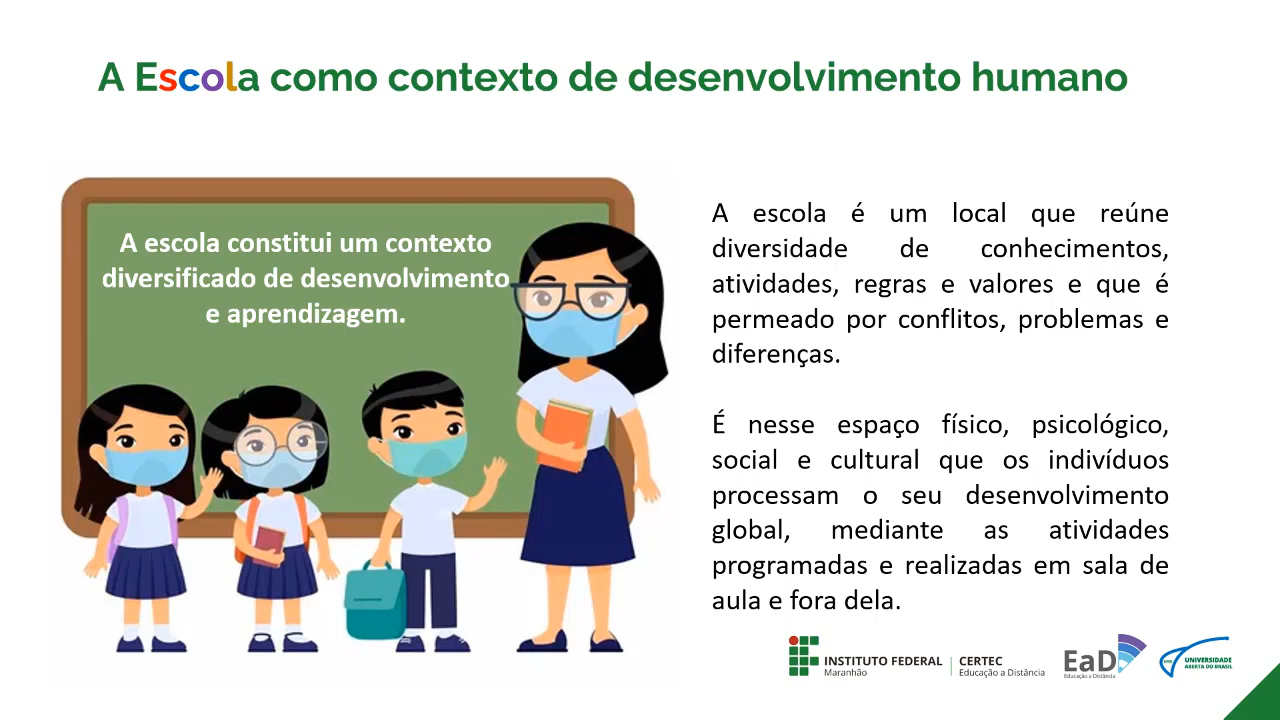 A Escola como contexto de desenvolvimento humano
A escola constitui um contexto
diversificado de desenvolvimento
e aprendizagem.
A escola é um local que reúne
diversidade de conhecimentos,
atividades, regras e valores e que é
permeado por conflitos, problemas e
diferenças.
É nesse espaço físico, psicológico,
social e cultural que os indivíduos
processam o seu desenvolvimento
global, mediante as atividades
programadas e realizadas em sala de
aula e fora dela.
INSTITUTO FEDERAL
Maranhão
CERTEC
Educação a Distância
EaD
Educação a Distância
UAB
UNIVERSIDADE
ABERTA DO BRASIL